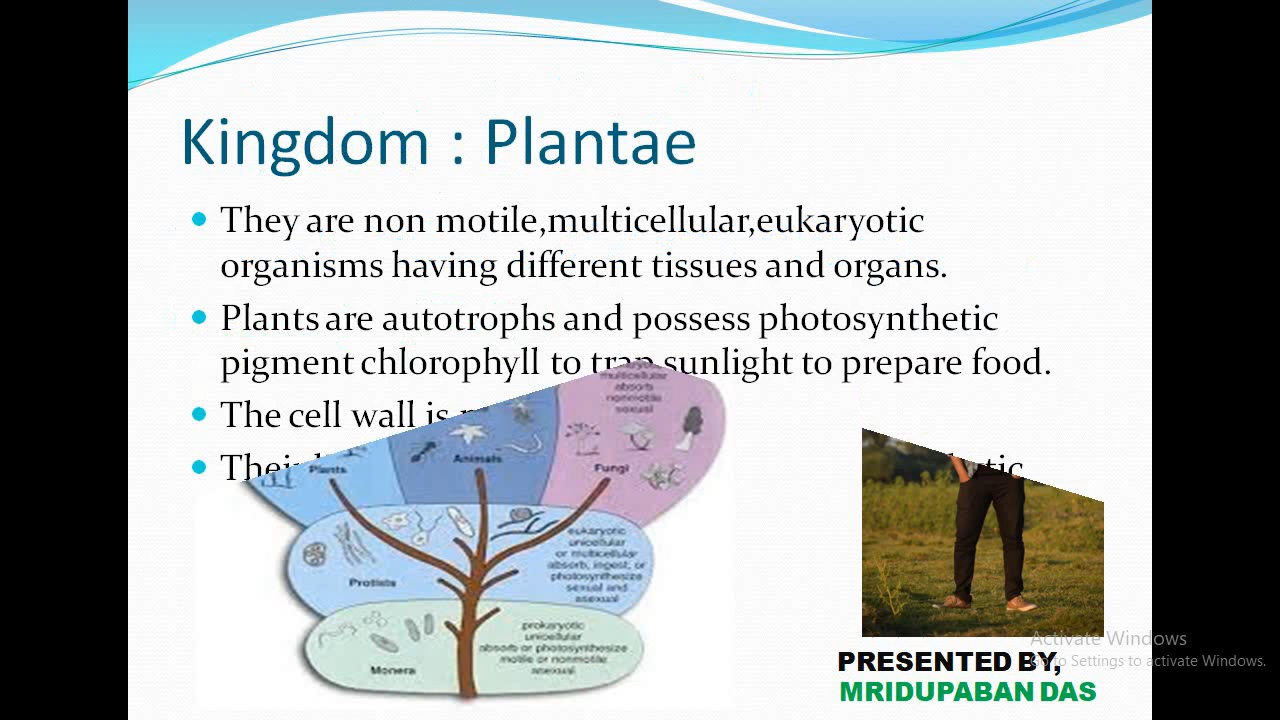 Kingdom : Plantae
They are non motile,multicellular,eukaryotic
organisms having different tissues and organs.
Plants are autotrophs and possess photosynthetic
pigment chlorophyll to trap sunlight to prepare food.
The cell wall is
multicellular
absorb
nonmotile
sexual
Plants
Animals
Fungi
eukaryotic
unicellular
or multicellular
absorb, ingest, or
photosynthesize
sexual and
asexual
Protists
prokaryotic
unicellular
absorb or photosynthesize
motile or nonmotile
asexual
Monera
Activate Windows
Go to Settings to activate Windows.
PRESENTED BY,
MRIDUPABAN DAS